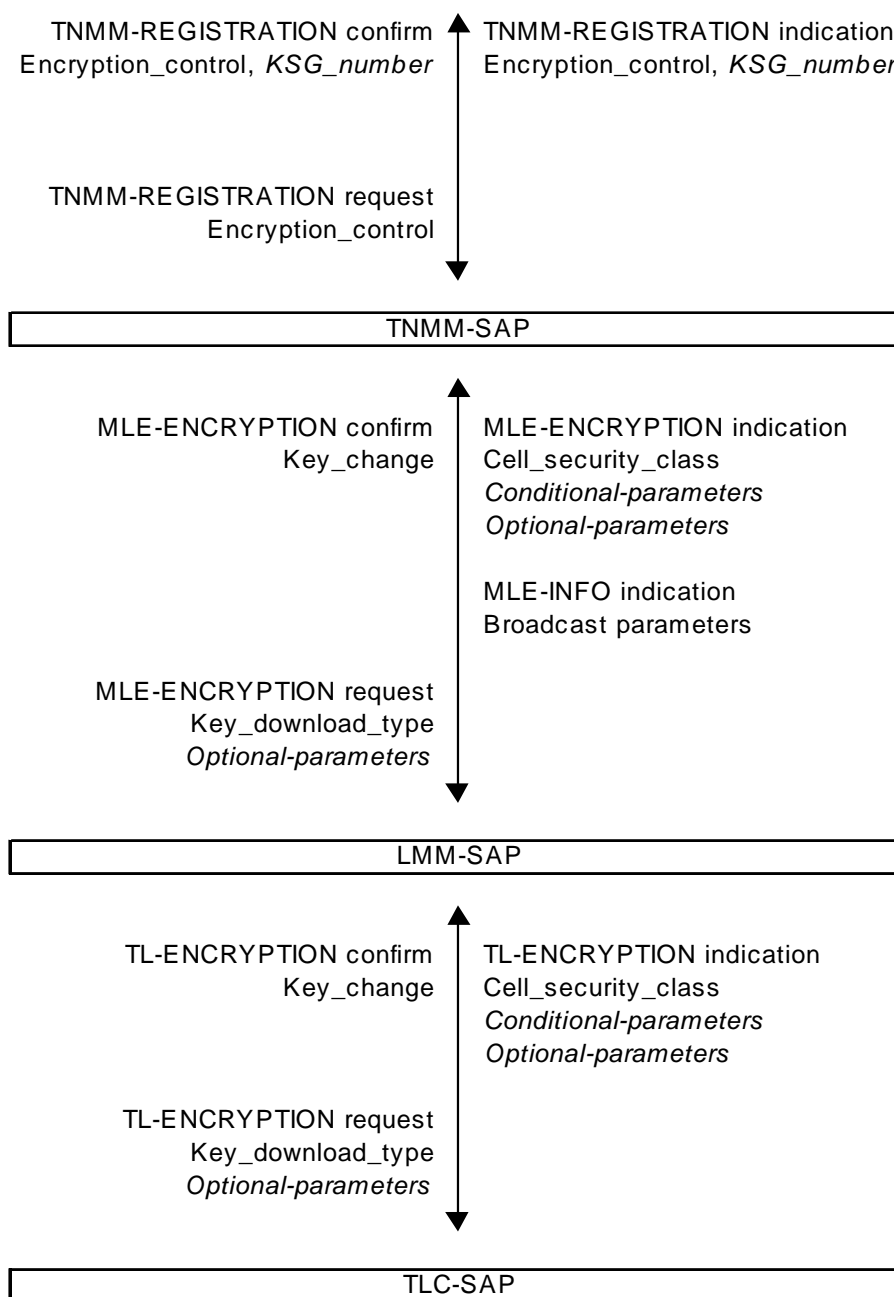 TNMM-REGISTRATION confirm
Encryption_control, KSG_number
TNMM-REGISTRATION indication
Encryption_control, KSG_number
TNMM-REGISTRATION request
Encryption_control
TNMM-SAP
MLE-ENCRYPTION confirm
Key_change
MLE-ENCRYPTION indication
Cell_security_class
Conditional-parameters
Optional-parameters
MLE-INFO indication
Broadcast parameters
MLE-ENCRYPTION request
Key_download_type
Optional-parameters
LMM-SAP
TL-ENCRYPTION confirm
Key_change
TL-ENCRYPTION indication
Cell_security_class
Conditional-parameters
Optional-parameters
TL-ENCRYPTION request
Key_download_type
Optional-parameters
TLC-SAP